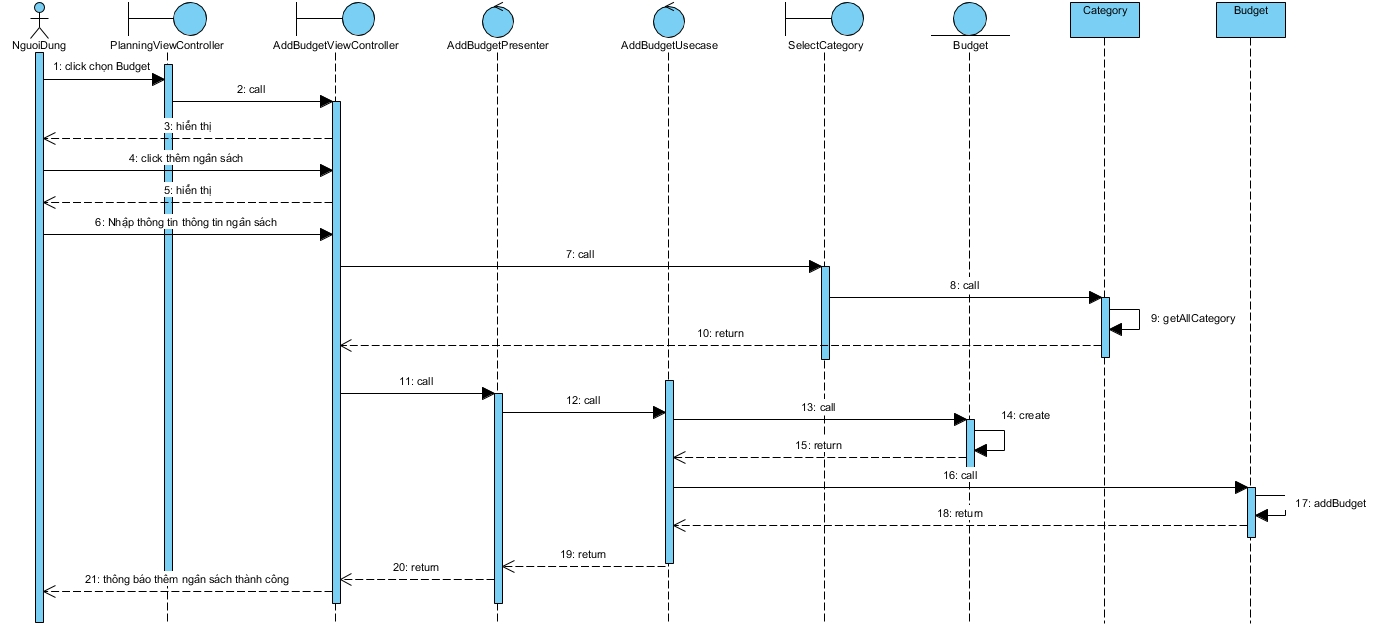 NguoiDung
PlanningViewController
AddBudgetViewController
AddBudgetPresenter
AddBudgetUsecase
SelectCategory
Budget
Category
Budget
1: click chọn Budget
2: call
3: hiển thị
4: click thêm ngân sách
5: hiển thị
6: Nhập thông tin thông tin ngân sách
7: call
8: call
9: getAllCategory
10: return
11: call
12: call
13: call
14: create
15: return
16: call
17: addBudget
18: return
19: return
20: return
21: thông báo thêm ngân sách thành công